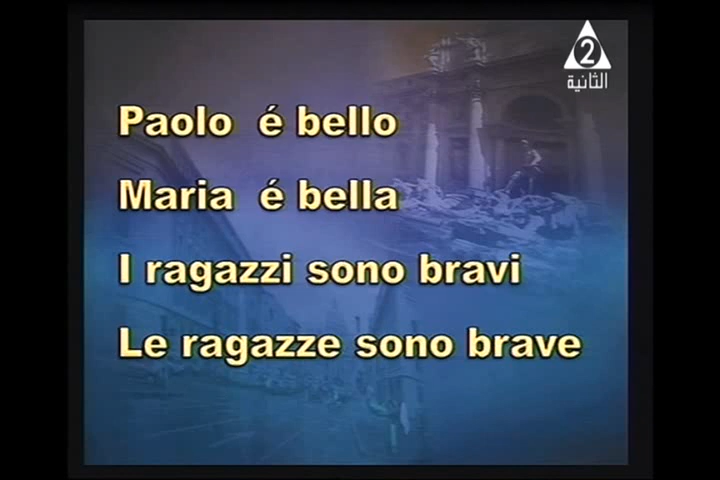 2
الثانية
Paolo é bello
Maria é bella
I ragazzi sono bravi
Le ragazze sono brave